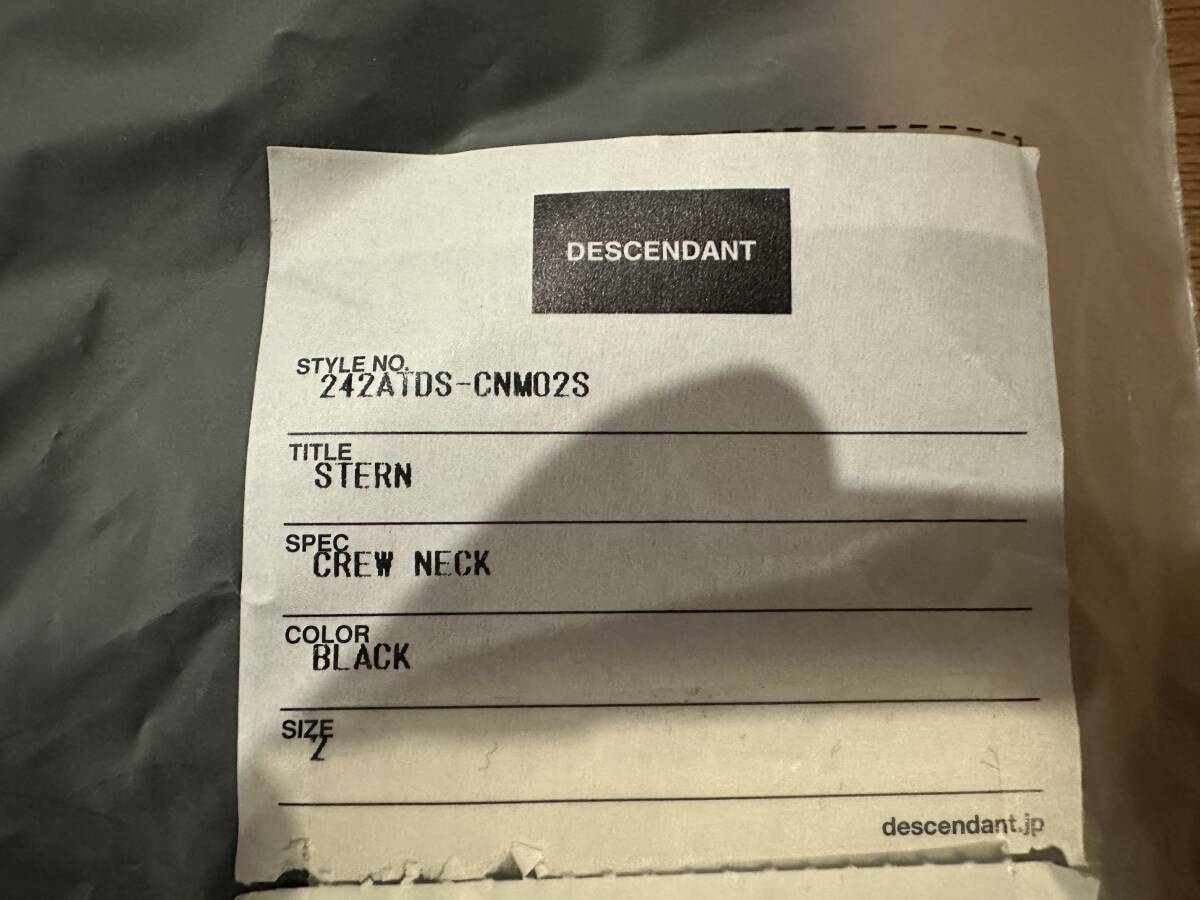 DESCENDANT
STYLE NO.
242ATDS-CNM02S
TITLE
STERN
SPEC
CREW NECK
COLOR
BLACK
SIZE
2
descendant.jp